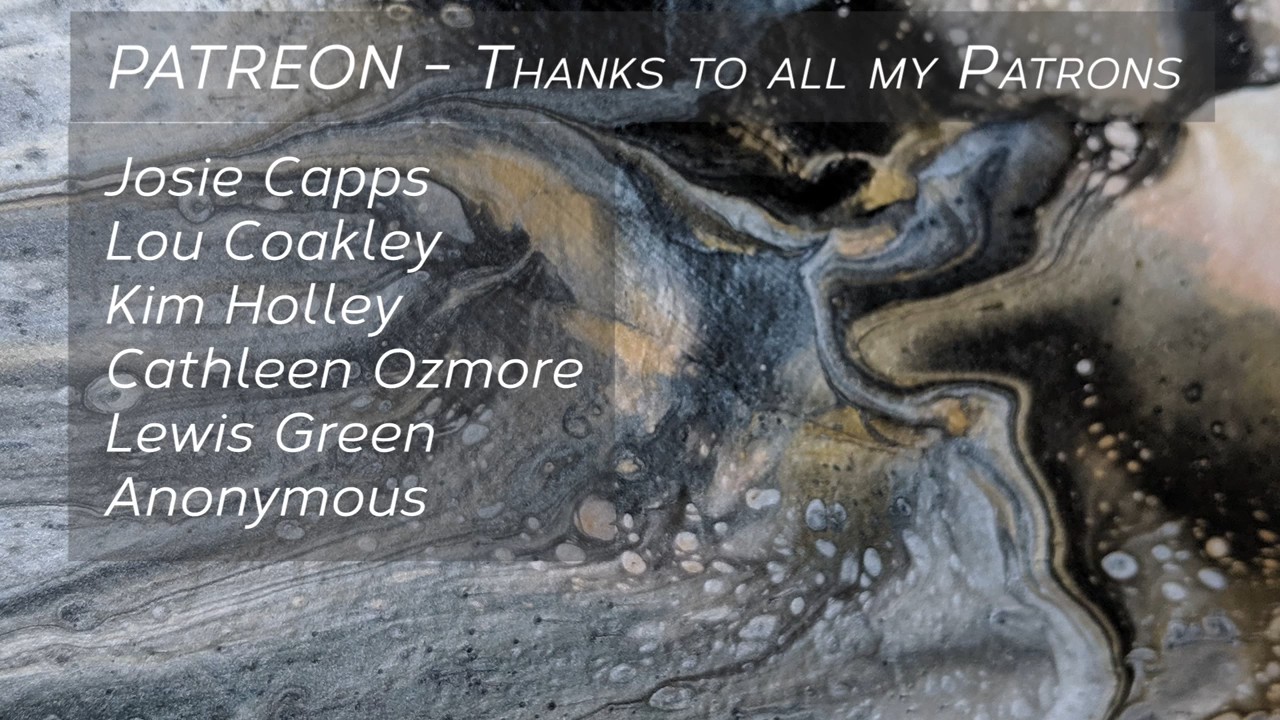 PATREON - Thanks to all my Patrons
Josie Capps
Lou Coakley
Kim Holley
Cathleen Ozmore
Lewis Green
Anonymous